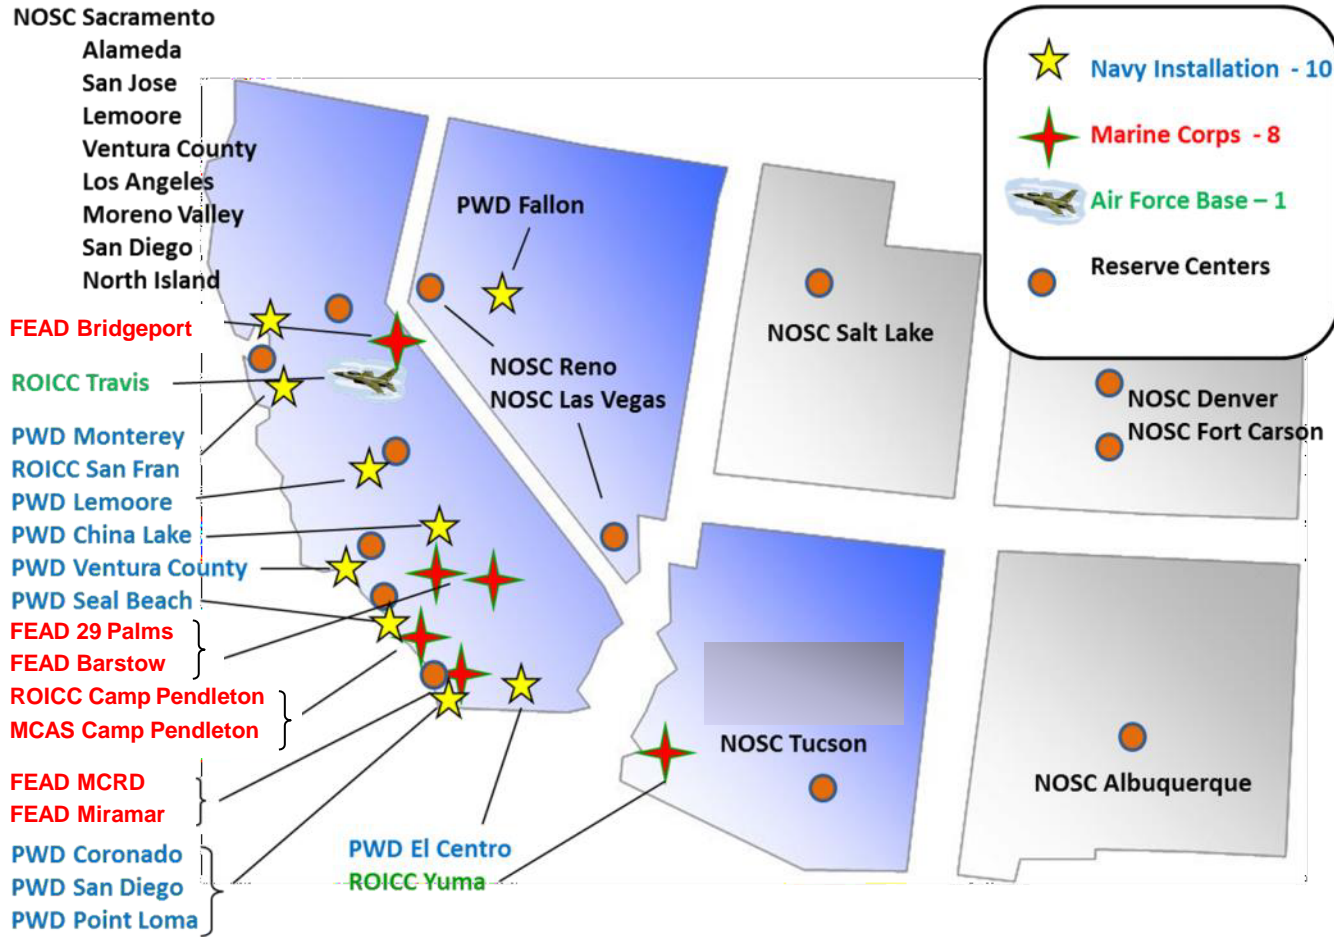 NOSC Sacramento
Alameda
San Jose
Lemoore
Ventura County
Los Angeles
Moreno Valley
San Diego
North Island
FEAD Bridgeport
ROICC Travis
PWD Monterey
ROICC San Fran
PWD Lemoore
PWD China Lake
PWD Ventura County
PWD Seal Beach
FEAD 29 Palms
FEAD Barstow
ROICC Camp Pendleton
MCAS Camp Pendleton
FEAD MCRD
FEAD Miramar
PWD Coronado
PWD San Diego
PWD Point Loma
PWD El Centro
ROICC Yuma
PWD Fallon
NOSC Reno
NOSC Las Vegas
NOSC Salt Lake
NOSC Tucson
Navy Installation - 10
Marine Corps - 8
Air Force Base – 1
Reserve Centers
NOSC Denver
NOSC Fort Carson
NOSC Albuquerque